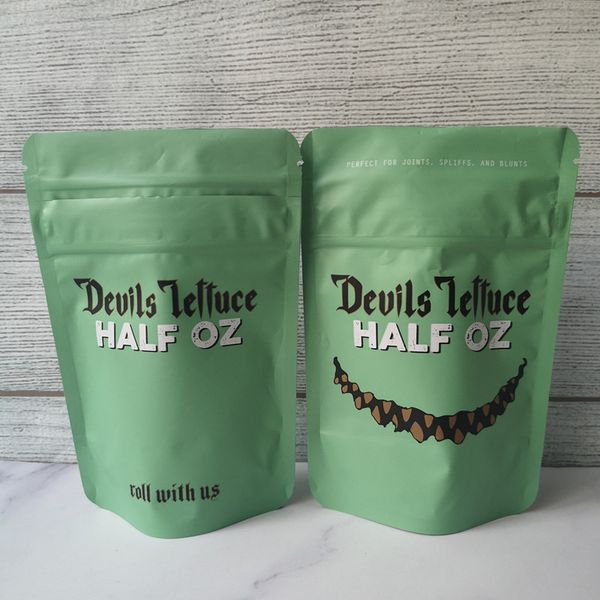 Devils Lettuce
HALF OZ
roll with us
PERFECT FOR JOINTS, SPLIFFS, AND BLUNTS
Devils Lettuce
HALF OZ